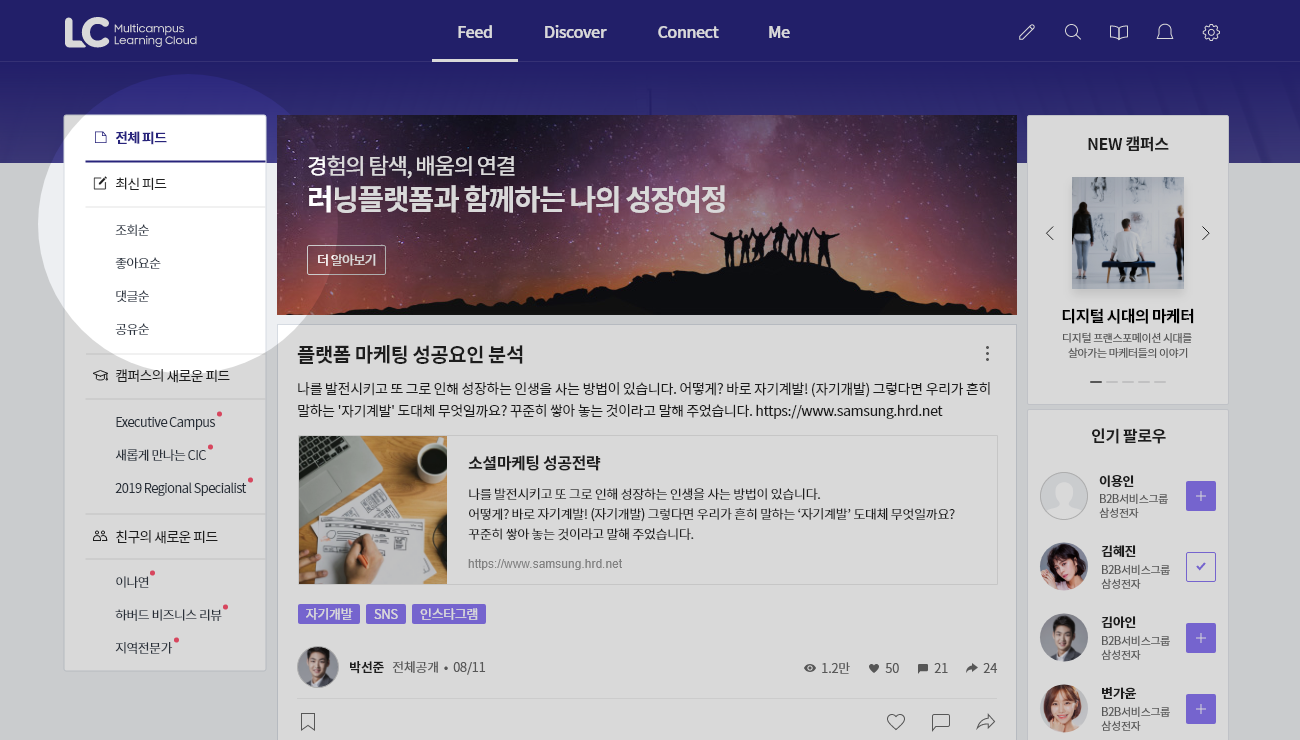 LC Multicampus
Learning Cloud
Feed
Discover
Connect
Me
전체 피드
최신 피드
조회순
좋아요순
댓글순
공유순
캠퍼스의 새로운 피드
Executive Campus
새롭게 만나는 CIC
2019 Regional Specialist
친구의 새로운 피드
이나연
하버드 비즈니스 리뷰
지역전문가
경험의 탐색, 배움의 연결
러닝플랫폼과 함께하는 나의 성장여정
더 알아보기
플랫폼 마케팅 성공요인 분석
나를 발전시키고 또 그로 인해 성장하는 인생을 사는 방법이 있습니다. 어떻게? 바로 자기계발! (자기개발) 그렇다면 우리가 흔히
말하는 '자기계발' 도대체 무엇일까요? 꾸준히 쌓아 놓는 것이라고 말해 주었습니다. https://www.samsung.hrd.net
소셜마케팅 성공전략
나를 발전시키고 또 그로 인해 성장하는 인생을 사는 방법이 있습니다.
어떻게? 바로 자기계발! (자기개발) 그렇다면 우리가 흔히 말하는 ‘자기계발’ 도대체 무엇일까요?
꾸준히 쌓아 놓는 것이라고 말해 주었습니다.
https://www.samsung.hrd.net
자기개발 SNS 인스타그램
박선준 전체공개 • 08/11
1.2만 50 21 24
NEW 캠퍼스
디지털 시대의 마케터
디지털 프랜스포메이션 시대를
살아가는 마케터들의 이야기
인기 팔로우
이용인
B2B서비스그룹
삼성전자
김혜진
B2B서비스그룹
삼성전자
김아인
B2B서비스그룹
삼성전자
변가윤
B2B서비스그룹
삼성전자